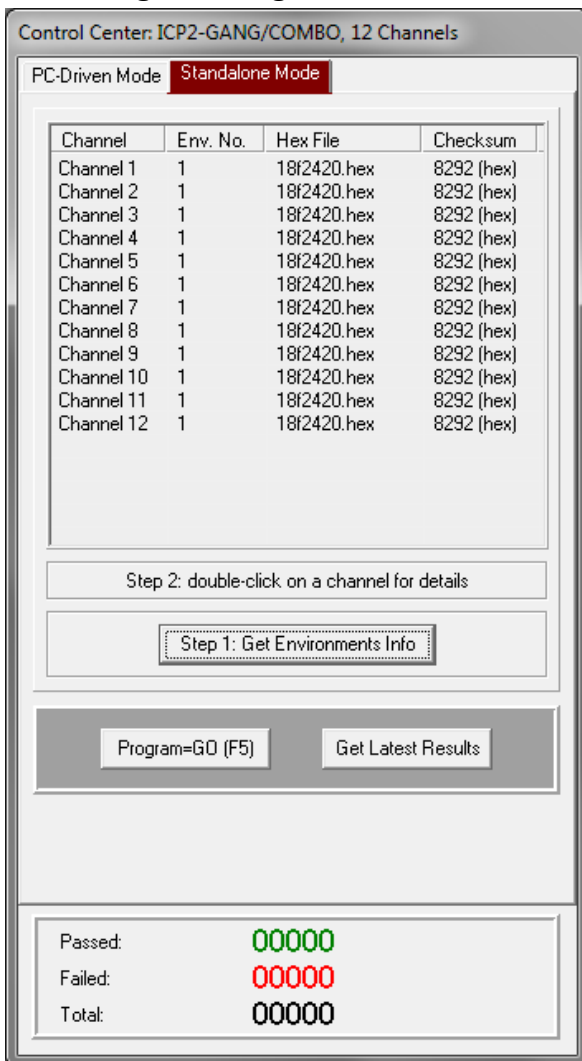 Control Center: ICP2-GANG/COMBO, 12 Channels
PC-Driven Mode Standalone Mode
Channel Env. No. Hex File Checksum
Channel 1 1 18f2420.hex 8292 (hex)
Channel 2 1 18f2420.hex 8292 (hex)
Channel 3 1 18f2420.hex 8292 (hex)
Channel 4 1 18f2420.hex 8292 (hex)
Channel 5 1 18f2420.hex 8292 (hex)
Channel 6 1 18f2420.hex 8292 (hex)
Channel 7 1 18f2420.hex 8292 (hex)
Channel 8 1 18f2420.hex 8292 (hex)
Channel 9 1 18f2420.hex 8292 (hex)
Channel 10 1 18f2420.hex 8292 (hex)
Channel 11 1 18f2420.hex 8292 (hex)
Channel 12 1 18f2420.hex 8292 (hex)
Step 2: double-click on a channel for details
Step 1: Get Environments Info
Program=GO (F5) Get Latest Results
Passed: 00000
Failed: 00000
Total: 00000